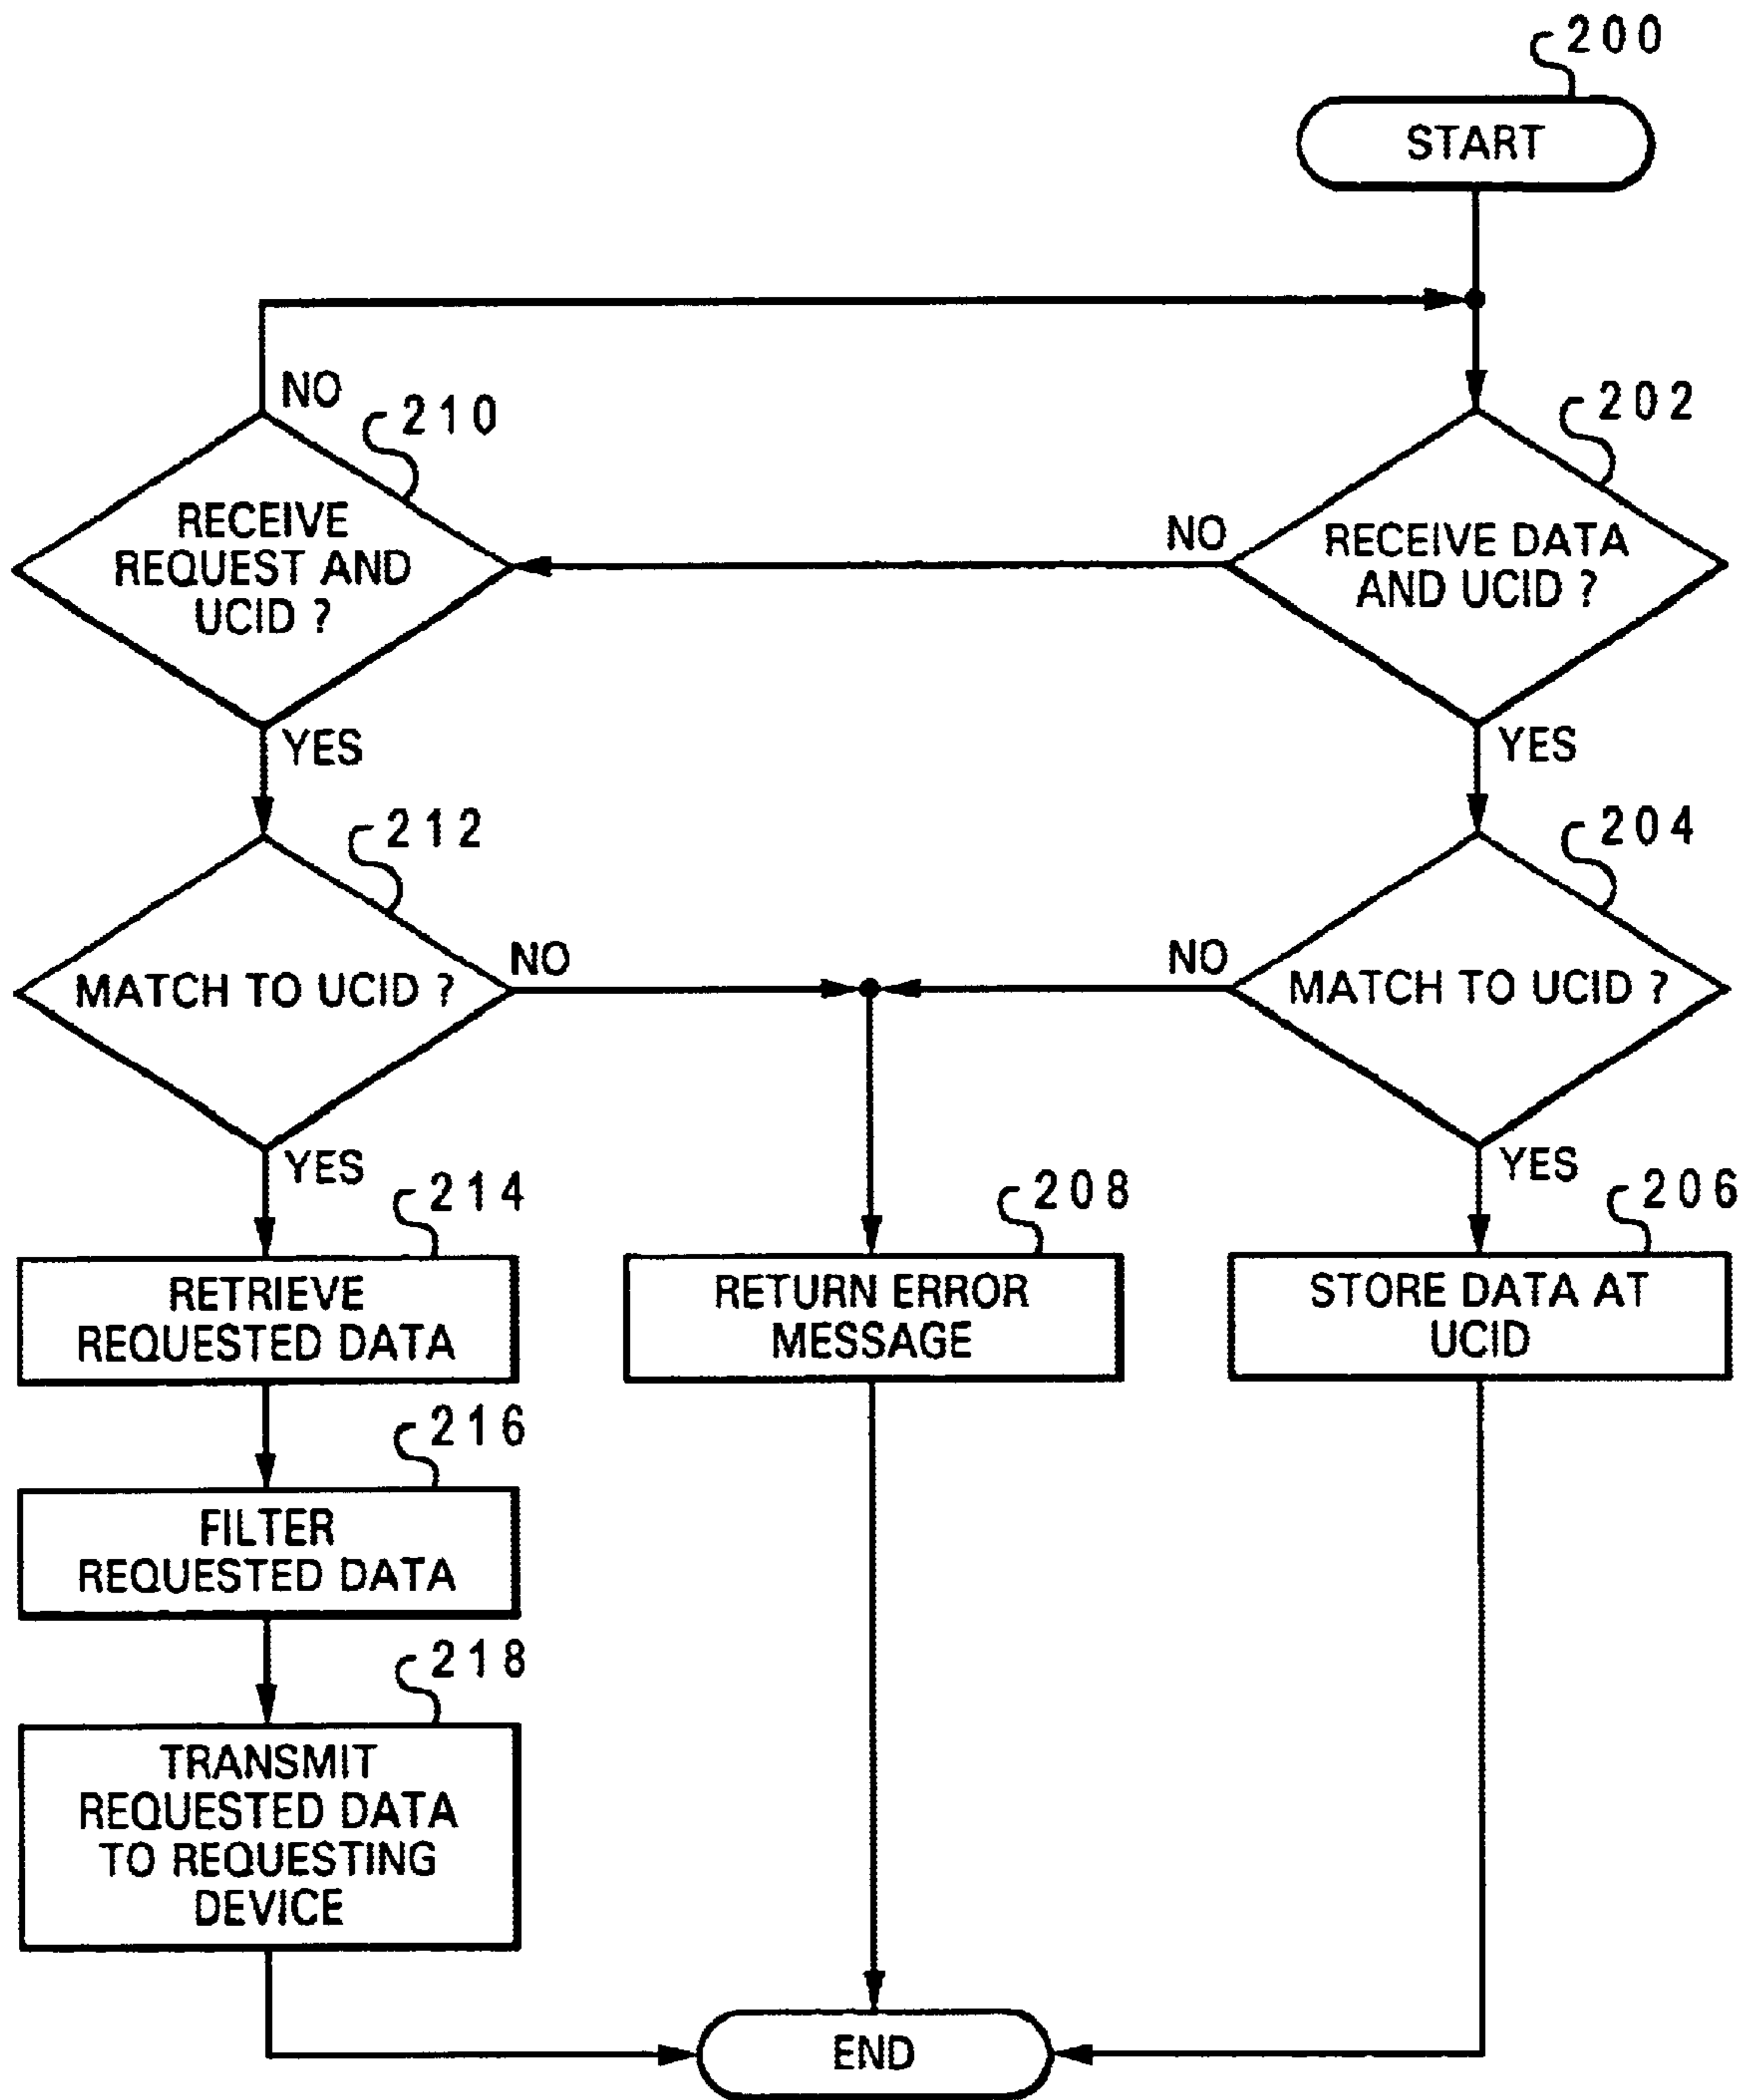 200
START
NO
210
202
RECEIVE
REQUEST AND
UCID ?
NO
RECEIVE DATA
AND UCID ?
YES
YES
212
204
MATCH TO UCID ?
NO
NO
MATCH TO UCID ?
YES
YES
214
208
206
RETRIEVE
REQUESTED DATA
RETURN ERROR
MESSAGE
STORE DATA AT
UCID
216
FILTER
REQUESTED DATA
218
TRANSMIT
REQUESTED DATA
TO REQUESTING
DEVICE
END